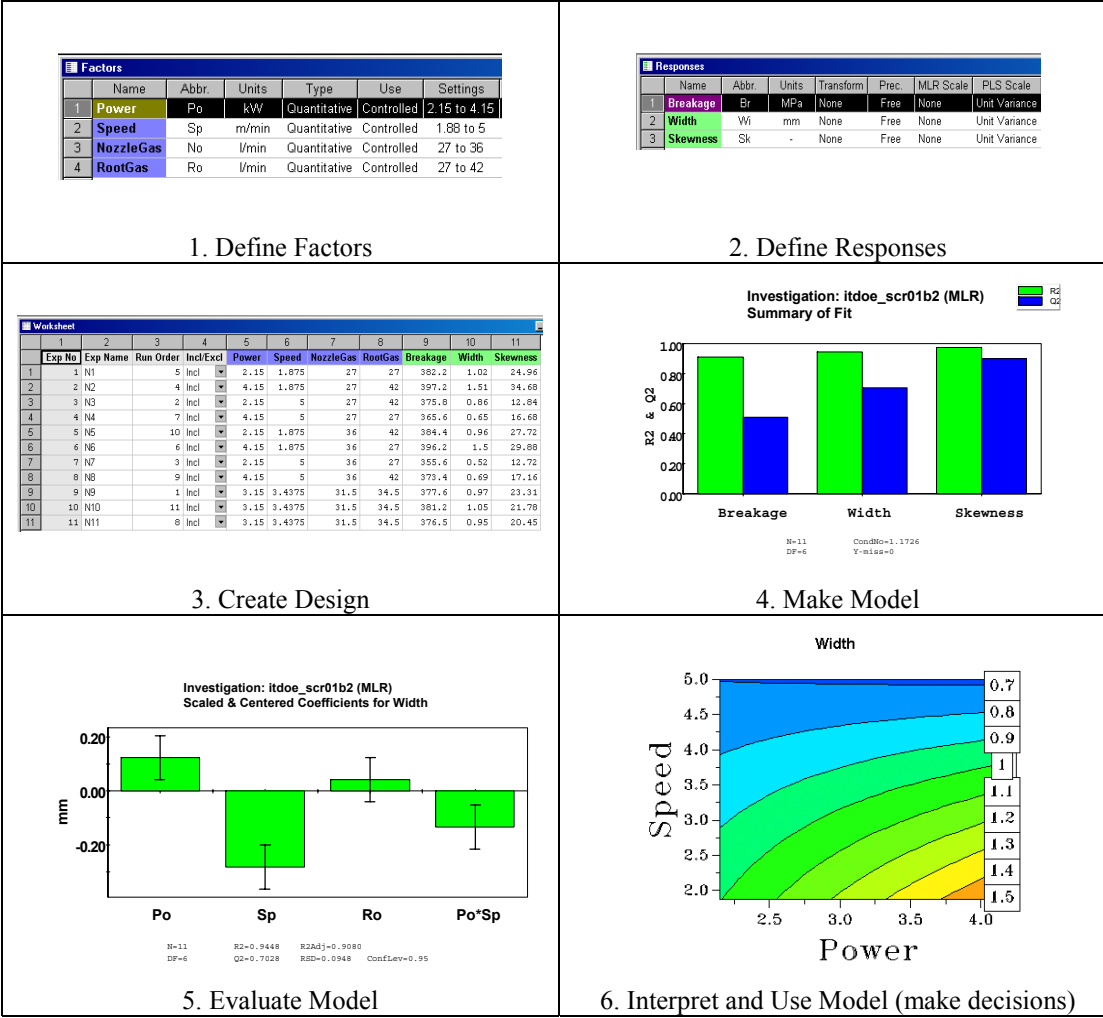 Factors
Name Abbr. Units Type Use Settings
1 Power Po kW Quantitative Controlled 2.15 to 4.15
2 Speed Sp m/min Quantitative Controlled 1.88 to 5
3 NozzleGas No l/min Quantitative Controlled 27 to 36
4 RootGas Ro l/min Quantitative Controlled 27 to 42
1. Define Factors
Responses
Name Abbr. Units Transform Prec. MLR Scale PLS Scale
1 Breakage Br MPa None Free None Unit Variance
2 Width Wi mm None Free None Unit Variance
3 Skewness Sk - None Free None Unit Variance
2. Define Responses
Worksheet
1 2 3 4 5 6 7 8 9 10 11
Exp No Exp Name Run Order Incl/Excl Power Speed NozzleGas RootGas Breakage Width Skewness
1 1 N1 5 Incl 2.15 1.875 27 27 382.2 1.02 24.96
2 2 N2 4 Incl 4.15 1.875 27 42 397.2 1.51 34.68
3 3 N3 2 Incl 2.15 5 27 42 375.8 0.86 12.84
4 4 N4 7 Incl 4.15 5 27 27 365.6 0.65 16.68
5 5 N5 10 Incl 2.15 1.875 36 42 384.4 0.96 27.72
6 6 N6 6 Incl 4.15 1.875 36 27 396.2 1.5 29.88
7 7 N7 3 Incl 2.15 5 36 27 355.6 0.52 12.72
8 8 N8 9 Incl 4.15 5 36 42 373.4 0.69 17.16
9 9 N9 1 Incl 3.15 3.4375 31.5 34.5 377.6 0.97 23.31
10 10 N10 11 Incl 3.15 3.4375 31.5 34.5 381.2 1.05 21.78
11 11 N11 8 Incl 3.15 3.4375 31.5 34.5 376.5 0.95 20.45
3. Create Design
Investigation: itdoe_scr01b2 (MLR)
Summary of Fit
R2
Q2
R2 & Q2
1.00
0.80
0.60
0.40
0.20
0.00
Breakage Width Skewness
N=11 CondNo=1.1726
DF=6 Y-miss=0
4. Make Model
Investigation: itdoe_scr01b2 (MLR)
Scaled & Centered Coefficients for Width
mm
0.20
0.00
-0.20
Po Sp Ro Po*Sp
N=11 R2=0.9448 R2Adj=0.9080
DF=6 Q2=0.7028 RSD=0.0948 ConfLev=0.95
5. Evaluate Model
Width
Speed
5.0
4.5
4.0
3.5
3.0
2.5
2.0
0.7
0.8
0.9
1
1.1
1.2
1.3
1.4
1.5
2.5 3.0 3.5 4.0
Power
6. Interpret and Use Model (make decisions)